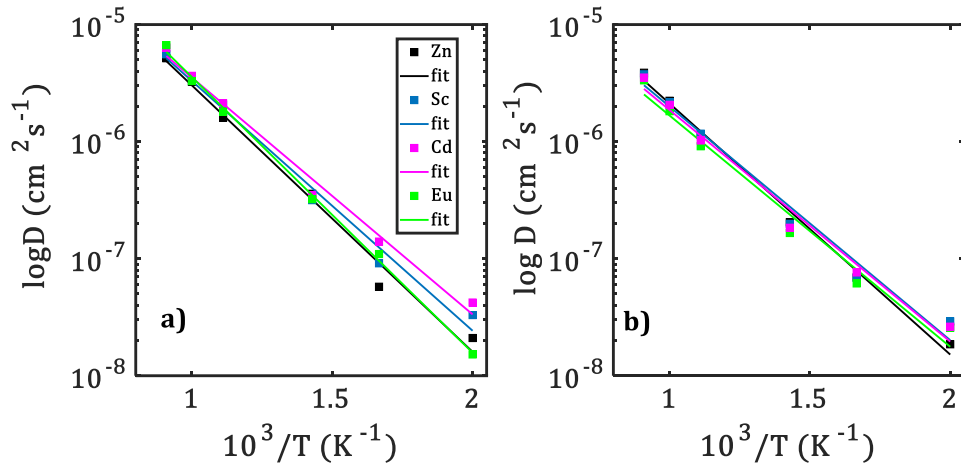 10^-5
10^-6
10^-7
10^-8
logD (cm ^2 s^-1)
1
1.5
2
10^3/T (K^-1)
a)
Zn
fit
Sc
fit
Cd
fit
Eu
fit
10^-5
10^-6
10^-7
10^-8
log D (cm ^2 s^-1)
1
1.5
2
10^3/T (K^-1)
b)